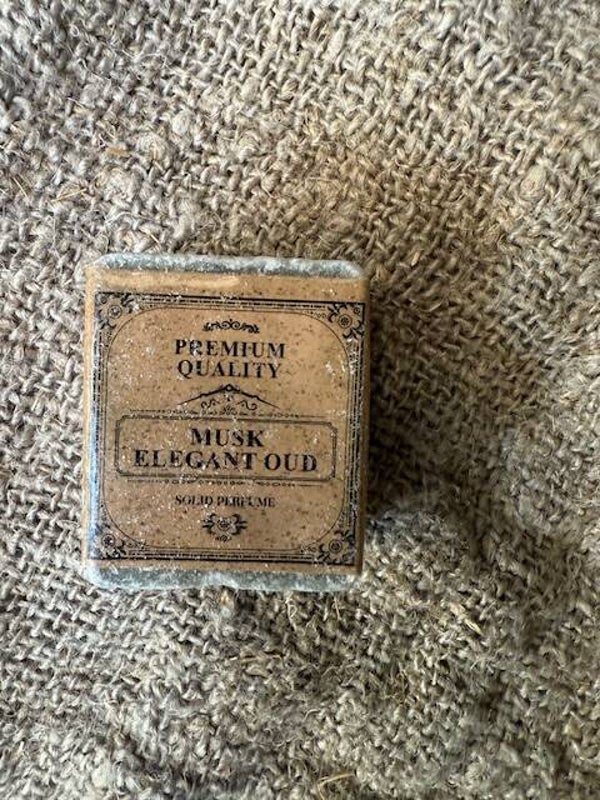 PREMIUM
QUALITY
MUSK
ELEGANT OUD
SOLID PERFUME